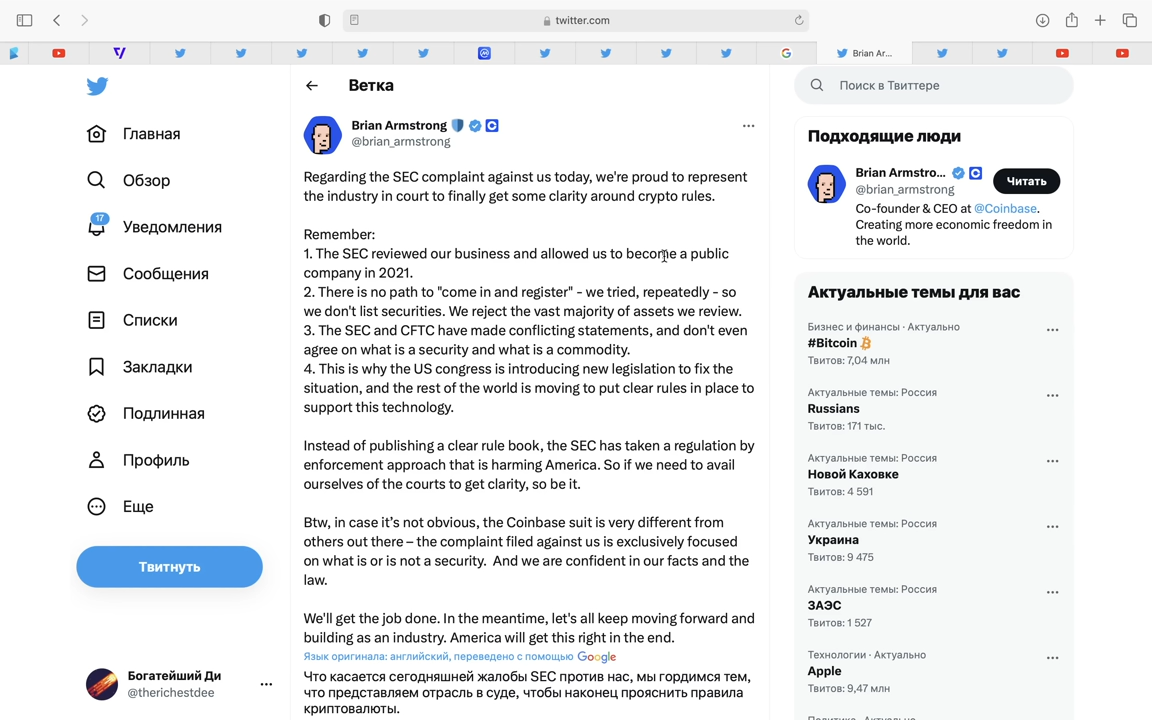 twitter.com
Brian Ar...
Главная
Обзор
17
Уведомления
Сообщения
Списки
Закладки
Подлинная
Профиль
Еще
Твитнуть
Богатейший Ди
@therichestdee
Ветка
Brian Armstrong
@brian_armstrong
Regarding the SEC complaint against us today, we're proud to represent
the industry in court to finally get some clarity around crypto rules.
Remember:
1. The SEC reviewed our business and allowed us to become a public
company in 2021.
2. There is no path to "come in and register" - we tried, repeatedly - so
we don't list securities. We reject the vast majority of assets we review.
3. The SEC and CFTC have made conflicting statements, and don't even
agree on what is a security and what is a commodity.
4. This is why the US congress is introducing new legislation to fix the
situation, and the rest of the world is moving to put clear rules in place to
support this technology.
Instead of publishing a clear rule book, the SEC has taken a regulation by
enforcement approach that is harming America. So if we need to avail
ourselves of the courts to get clarity, so be it.
Btw, in case it’s not obvious, the Coinbase suit is very different from
others out there – the complaint filed against us is exclusively focused
on what is or is not a security.  And we are confident in our facts and the
law.
We'll get the job done. In the meantime, let's all keep moving forward and
building as an industry. America will get this right in the end.
Язык оригинала: английский, переведено с помощью Google
Что касается сегодняшней жалобы SEC против нас, мы гордимся тем,
что представляем отрасль в суде, чтобы наконец прояснить правила
криптовалюты.
Поиск в Твиттере
Подходящие люди
Brian Armstro...
@brian_armstrong
Читать
Co-founder & CEO at @Coinbase.
Creating more economic freedom in
the world.
Актуальные темы для вас
Бизнес и финансы · Актуально
#Bitcoin
Твитов: 7,04 млн
Актуальные темы: Россия
Russians
Твитов: 171 тыс.
Актуальные темы: Россия
Новой Каховке
Твитов: 4 591
Актуальные темы: Россия
Украина
Твитов: 9 475
Актуальные темы: Россия
ЗАЭС
Твитов: 1 527
Технологии · Актуально
Apple
Твитов: 9,47 млн